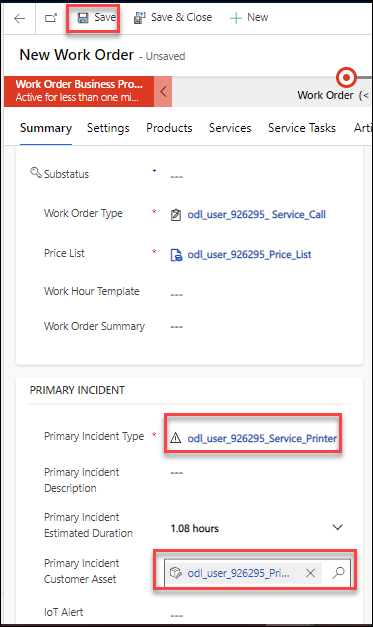 Save
Save & Close
New
New Work Order - Unsaved
Work Order Business Pro...
Active for less than one mi...
Work Order (<
Summary
Settings
Products
Services
Service Tasks
Arti
Substatus
---
Work Order Type *
odl_user_926295_ Service_Call
Price List *
odl_user_926295_Price_List
Work Hour Template
---
Work Order Summary
---
PRIMARY INCIDENT
Primary Incident Type *
odl_user_926295_Service_Printer
Primary Incident
Description
---
Primary Incident
Estimated Duration
1.08 hours
Primary Incident
Customer Asset
odl_user_926295_Pri...
IoT Alert
---